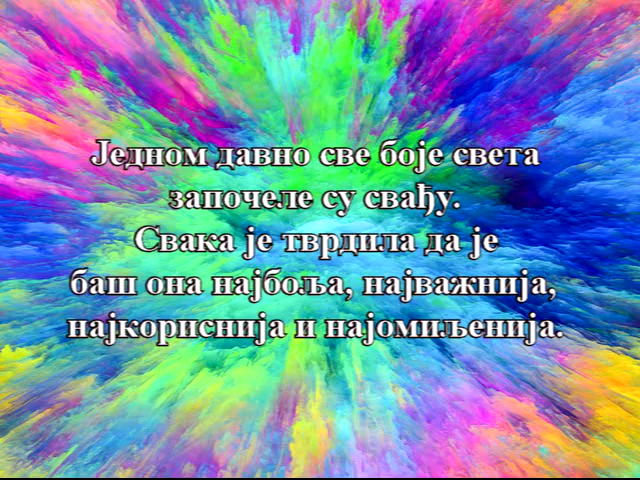 Једном давно све боје света
започеле су свађу.
Свака је тврдила да је
баш она најбоља, најважнија,
најкориснија и најомиљенија.